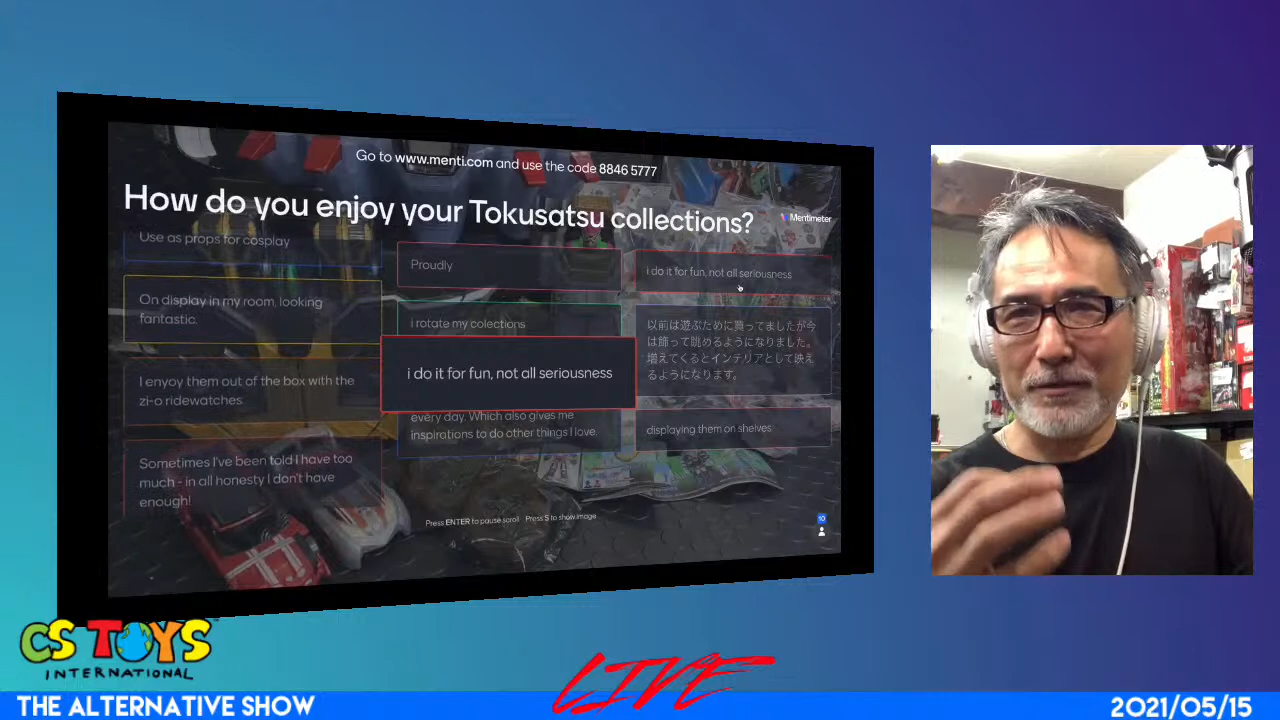 Go to www.menti.com and use the code 8846 5777
How do you enjoy your Tokusatsu collections?
Mentimeter
Use as props for cosplay
On display in my room, looking
fantastic.
I enyoy them out of the box with the
zi-o ridewatches
Sometimes I've been told I have too
much - in all honesty I don't have
enough!
Proudly
i rotate my colections
i do it for fun, not all seriousness
every day. Which also gives me
inspirations to do other things I love.
i do it for fun, not all seriousness
以前は遊ぶために買ってましたが今
は飾って眺めるようになりました。
増えてくるとインテリアとして映え
るようになります。
displaying them on shelves
Press ENTER to pause scroll Press S to show image
10
CS TOYS
INTERNATIONAL
LIVE
THE ALTERNATIVE SHOW
2021/05/15